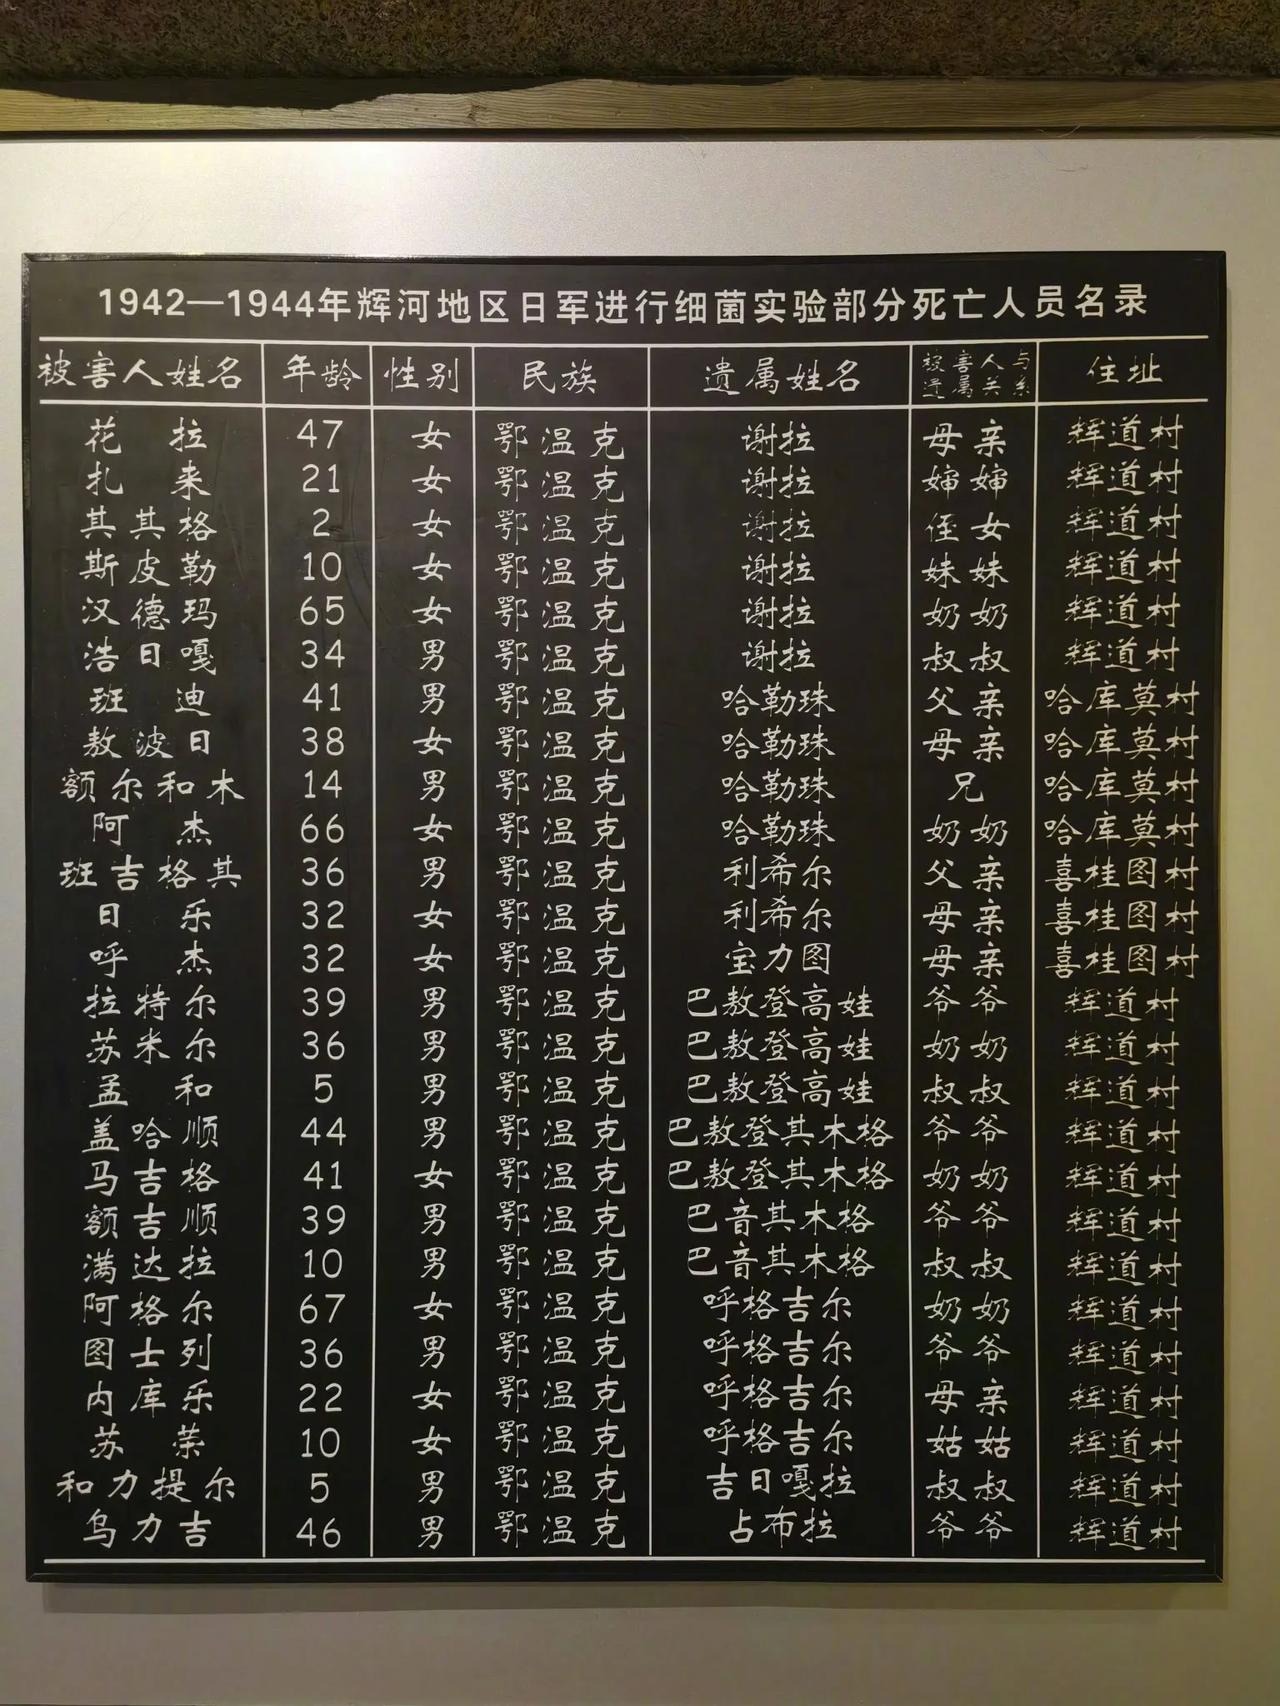 1942—1944年辉河地区日军进行细菌实验部分死亡人员名录
被害人姓名 年龄 性别 民族 遗属姓名 被害人与遗属关系 住址
花拉 47 女 鄂温克 谢拉 母亲 辉道村
扎来 21 女 鄂温克 谢拉 婶婶 辉道村
其其格 2 女 鄂温克 谢拉 侄女 辉道村
斯皮勒 10 女 鄂温克 谢拉 妹妹 辉道村
汉德玛 65 女 鄂温克 谢拉 奶奶 辉道村
浩日嘎 34 男 鄂温克 谢拉 叔叔 辉道村
班迪 41 男 鄂温克 哈勒珠 父亲 哈库莫村
敖波日 38 女 鄂温克 哈勒珠 母亲 哈库莫村
额尔和木 14 男 鄂温克 哈勒珠 兄 哈库莫村
阿杰 66 女 鄂温克 哈勒珠 奶奶 哈库莫村
班吉格其 36 男 鄂温克 利希尔 父亲 喜桂图村
日乐 32 女 鄂温克 利希尔 母亲 喜桂图村
呼杰 32 女 鄂温克 宝力图 母亲 喜桂图村
拉特尔 39 男 鄂温克 巴敖登高娃 爷爷 辉道村
苏米尔 36 男 鄂温克 巴敖登高娃 奶奶 辉道村
孟和 5 男 鄂温克 巴敖登高娃 叔叔 辉道村
盖哈顺 44 男 鄂温克 巴敖登其木格 爷爷 辉道村
马吉格 41 女 鄂温克 巴敖登其木格 奶奶 辉道村
额吉顺 39 男 鄂温克 巴音其木格 爷爷 辉道村
满达拉 10 男 鄂温克 巴音其木格 叔叔 辉道村
阿格尔 67 女 鄂温克 呼格吉尔 奶奶 辉道村
图士列 36 男 鄂温克 呼格吉尔 爷爷 辉道村
内库乐 22 女 鄂温克 呼格吉尔 母亲 辉道村
苏荣 10 女 鄂温克 呼格吉尔 姑姑 辉道村
和力提尔 5 男 鄂温克 吉日嘎拉 叔叔 辉道村
乌力吉 46 男 鄂温克 占布拉 爷爷 辉道村